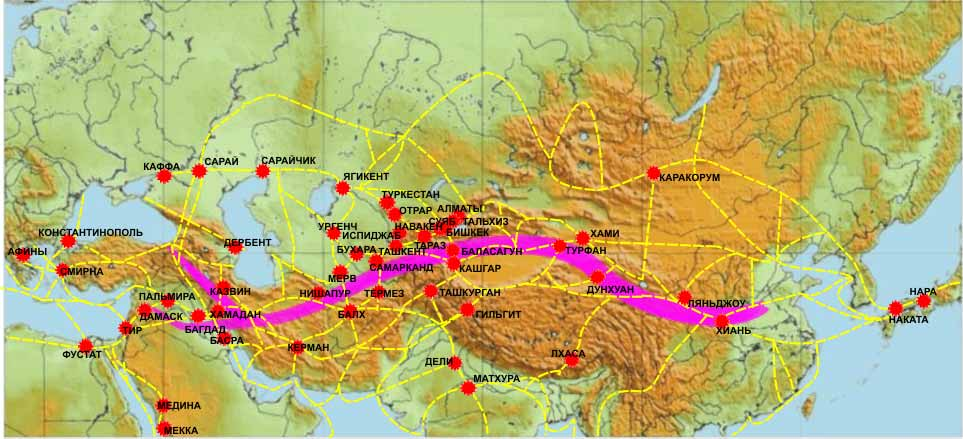 КАФФА
САРАЙ
САРАЙЧИК
ЯГИКЕНТ
КАРАКОРУМ
ТУРКЕСТАН
ОТРАР
АЛМАТЫ
СУЯБ
ТАЛЬХИЗ
НАВАКЕН
БИШКЕК
УРГЕНЧ
ИСПИДЖАБ
ТАРАЗ
КОНСТАНТИНОПОЛЬ
ДЕРБЕНТ
ХАМИ
АФИНЫ
БУХАРА
ТАШКЕНТ
БАЛАСАГУН
ТУРФАН
СМИРНА
САМАРКАНД
КАШГАР
МЕРВ
КАЗВИН
НИШАПУР
ТЕРМЕЗ
ТАШКУРГАН
ДУНХУАН
НАРА
ПАЛЬМИРА
ЛЯНЬДЖОУ
ДАМАСК
ХАМАДАН
БАЛХ
ГИЛЬГИТ
НАКАТА
ТИР
БАГДАД
ХИАНЬ
БАСРА
ФУСТАТ
КЕРМАН
ЛХАСА
ДЕЛИ
МАТХУРА
МЕДИНА
МЕККА